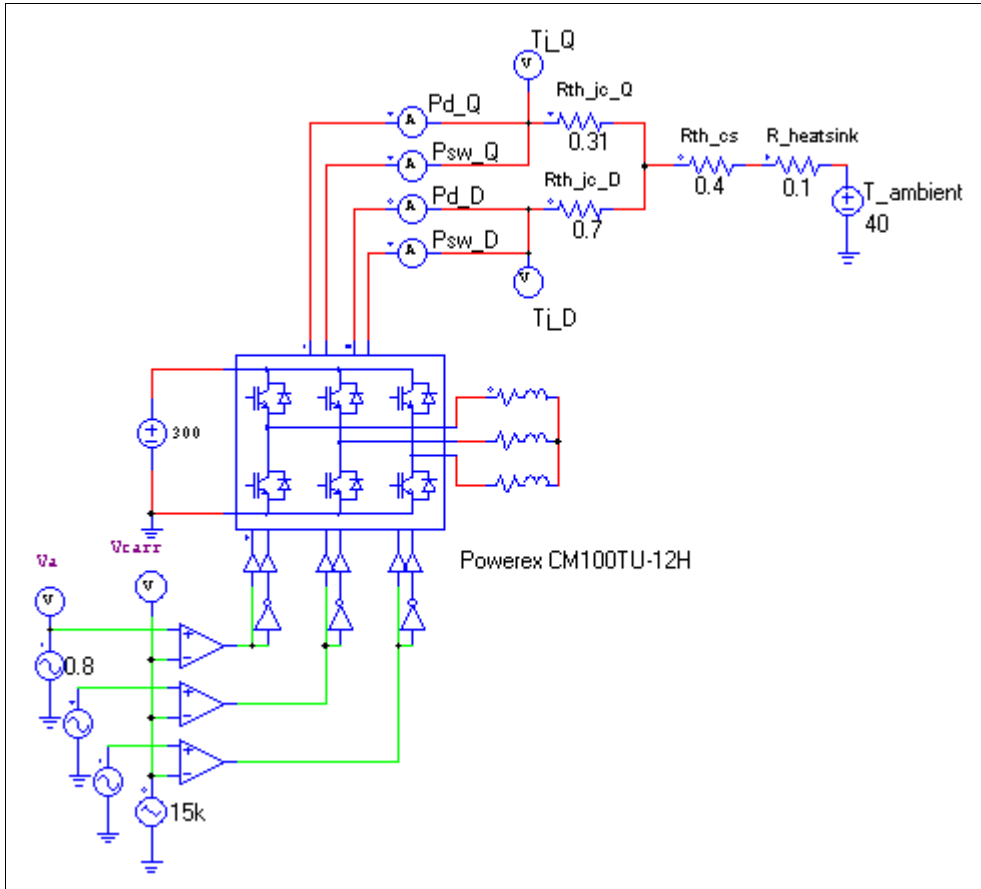 Tj_Q
Pd_Q
Rth_jc_Q
0.31
Psw_Q
Rth_cs
0.4
R_heatsink
0.1
Pd_D
Rth_jc_D
0.7
T_ambient
40
Psw_D
Tj_D
300
Powerex CM100TU-12H
Va
Vcarr
0.8
15k
V
A
A
A
A
V
V
V